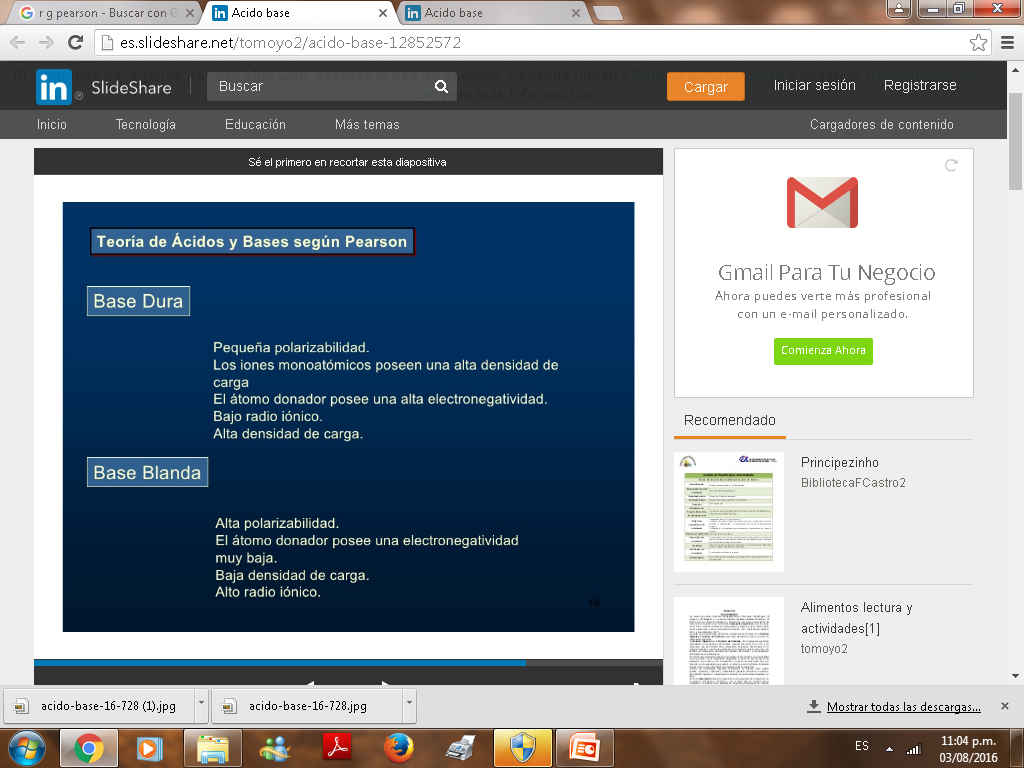 r g pearson - Buscar con G
Acido base
Acido base
es.slideshare.net/tomoyo2/acido-base-12852572
in SlideShare
Buscar
Cargar
Iniciar sesión
Registrarse
Inicio
Tecnología
Educación
Más temas
Cargadores de contenido
Sé el primero en recortar esta diapositiva
Teoría de Ácidos y Bases según Pearson
Base Dura
Pequeña polarizabilidad.
Los iones monoatómicos poseen una alta densidad de
carga
El átomo donador posee una alta electronegatividad.
Bajo radio iónico.
Alta densidad de carga.
Base Blanda
Alta polarizabilidad.
El átomo donador posee una electronegatividad
muy baja.
Baja densidad de carga.
Alto radio iónico.
18
Gmail Para Tu Negocio
Ahora puedes verte más profesional
con un e-mail personalizado.
Comienza Ahora
Recomendado
Principezinho
BibliotecaFCastro2
Alimentos lectura y
actividades[1]
tomoyo2
acido-base-16-728 (1).jpg
acido-base-16-728.jpg
Mostrar todas las descargas...
ES
11:04 p.m.
03/08/2016